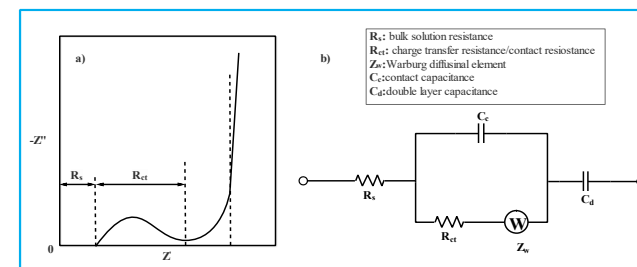 a)
-Z"
Rs
Rct
0
Z'
b)
Rs: bulk solution resistance
Rct: charge transfer resistance/contact resiostance
Zw:Warburg diffusinal element
Cc:contact capacitance
Cd:double layer capacitance
Cc
Rs
Cd
W
Rct
Zw